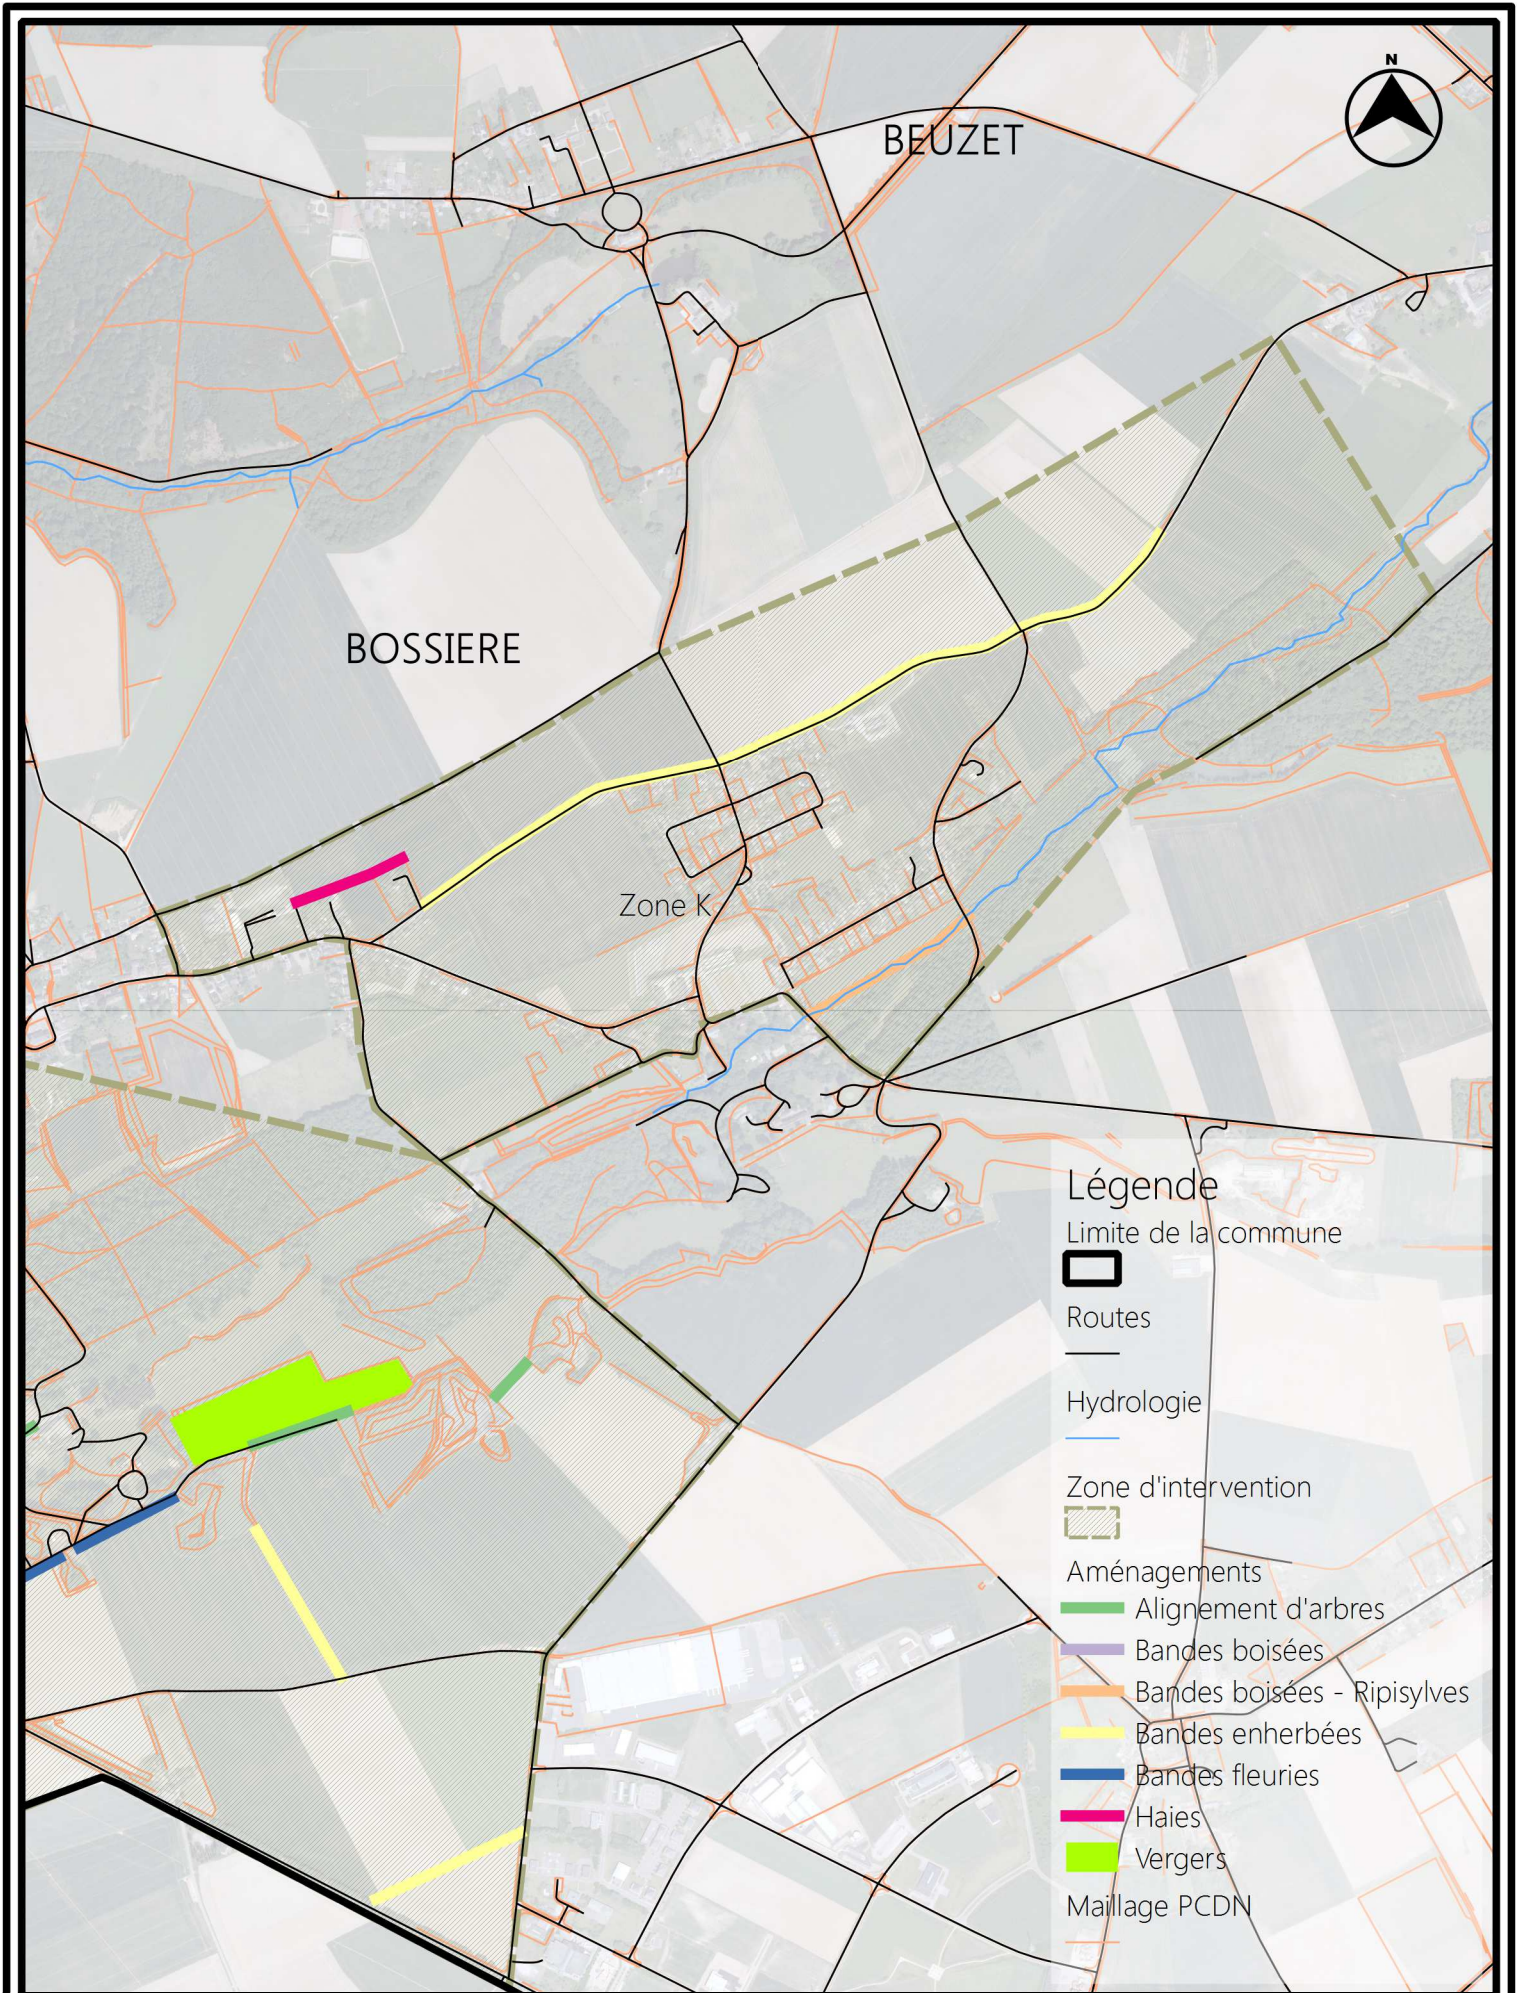 N
BEUZET
BOSSIERE
Zone K
Légende
Limite de la commune
Routes
Hydrologie
Zone d'intervention
Aménagements
Alignement d'arbres
Bandes boisées
Bandes boisées - Ripisylves
Bandes enherbées
Bandes fleuries
Haies
Vergers
Maillage PCDN